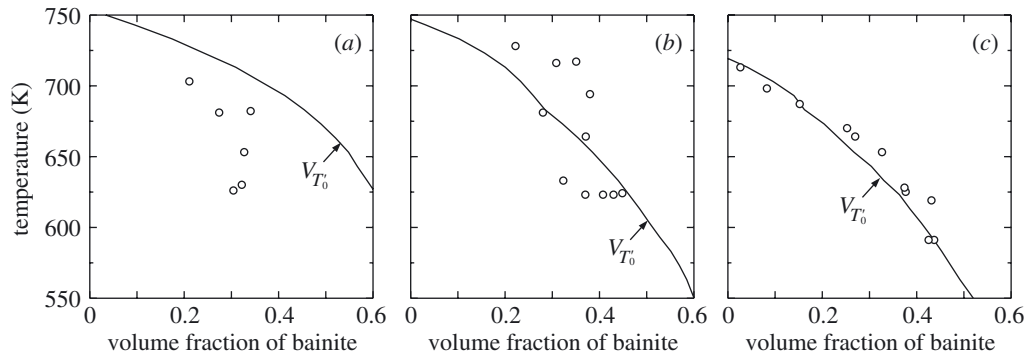 temperature (K)
750
700
650
600
550
(a)
V_{T'_0}
0 0.2 0.4 0.6
volume fraction of bainite
(b)
V_{T'_0}
0 0.2 0.4 0.6
volume fraction of bainite
(c)
V_{T'_0}
0 0.2 0.4 0.6
volume fraction of bainite